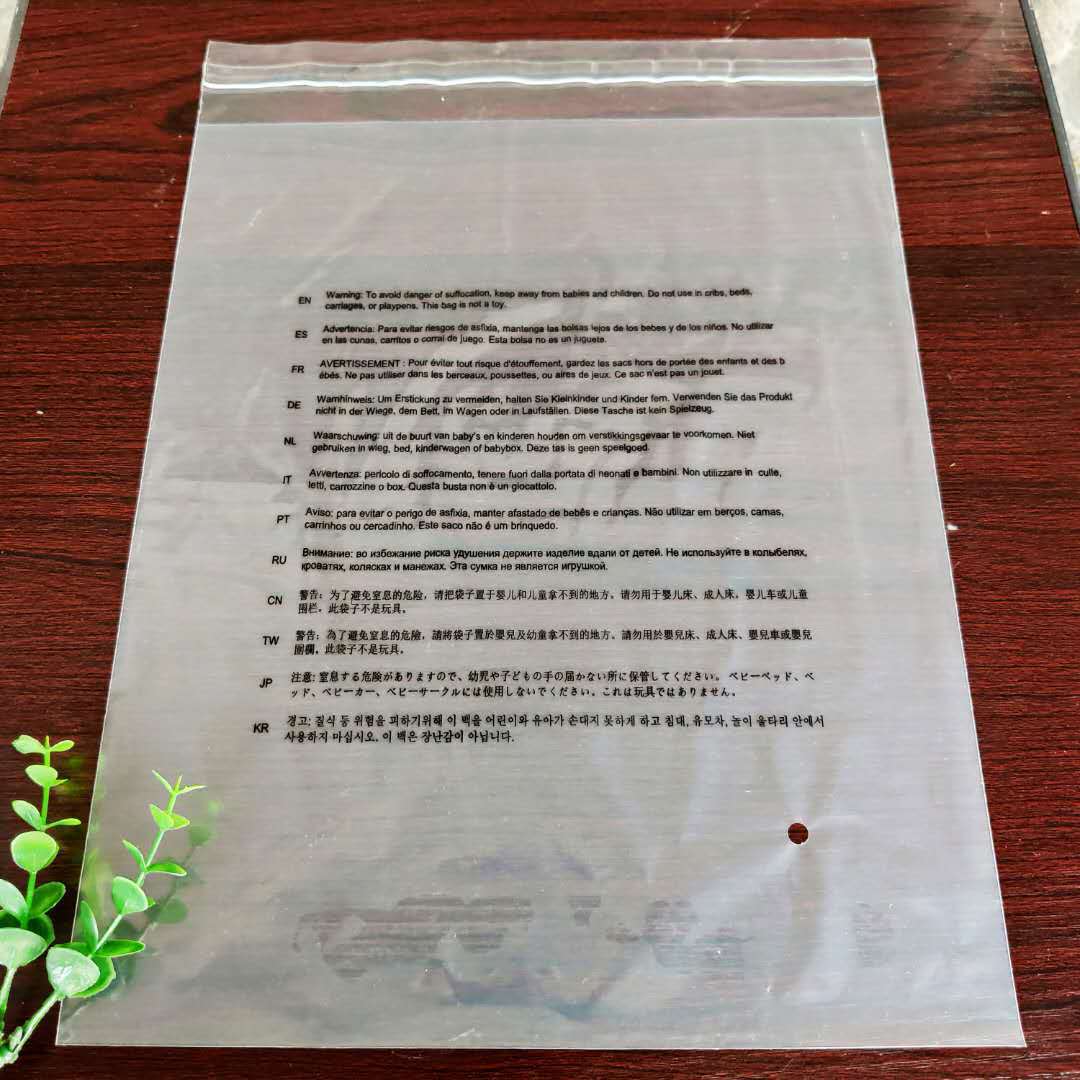 EN Warning: To avoid danger of suffocation, keep away from babies and children. Do not use in cribs, beds,
carriages, or playpens. This bag is not a toy.
ES Advertencia: Para evitar riesgos de asfixia, mantenga las bolsas lejos de los bebes y de los niños. No utilizar
en las cunas, carritos o corral de juego. Esta bolsa no es un juguete.
FR AVERTISSEMENT : Pour éviter tout risque d'étouffement, gardez les sacs hors de portée des enfants et des b
ébés. Ne pas utiliser dans les berceaux, poussettes, ou aires de jeux. Ce sac n'est pas un jouet.
DE Warnhinweis: Um Erstickung zu vermeiden, halten Sie Kleinkinder und Kinder fern. Verwenden Sie das Produkt
nicht in der Wiege, dem Bett, im Wagen oder in Laufställen. Diese Tasche ist kein Spielzeug.
NL Waarschuwing: uit de buurt van baby's en kinderen houden om verstikkingsgevaar te voorkomen. Niet
gebruiken in wieg, bed, kinderwagen of babybox. Deze tas is geen speelgoed.
IT Avvertenza: pericolo di soffocamento, tenere fuori dalla portata di neonati e bambini. Non utilizzare in culle,
letti, carrozzine o box. Questa busta non è un giocattolo.
PT Aviso: para evitar o perigo de asfixia, manter afastado de bebês e crianças. Não utilizar em berços, camas,
carrinhos ou cercadinho. Este saco não é um brinquedo.
RU Внимание: во избежание риска удушения держите изделие вдали от детей. Не используйте в колыбелях,
кроватях, колясках и манежах. Эта сумка не является игрушкой.
CN 警告：为了避免窒息的危险，请把袋子置于婴儿和儿童拿不到的地方。请勿用于婴儿床、成人床，婴儿车或儿童
围栏。此袋子不是玩具。
TW 警告：為了避免窒息的危險，請將袋子置於嬰兒及幼童拿不到的地方。請勿用於嬰兒床、成人床、嬰兒車或嬰兒
圍欄。此袋子不是玩具。
JP 注意: 窒息する危険がありますので、幼児や子どもの手の届かない所に保管してください。 ベビーベッド、ベ
ッド、ベビーカー、ベビーサークルには使用しないでください。これは玩具ではありません。
KR 경고: 질식 등 위험을 피하기위해 이 백을 어린이와 유아가 손대지 못하게 하고 침대, 유모차, 놀이 울타리 안에서
사용하지 마십시오. 이 백은 장난감이 아닙니다.